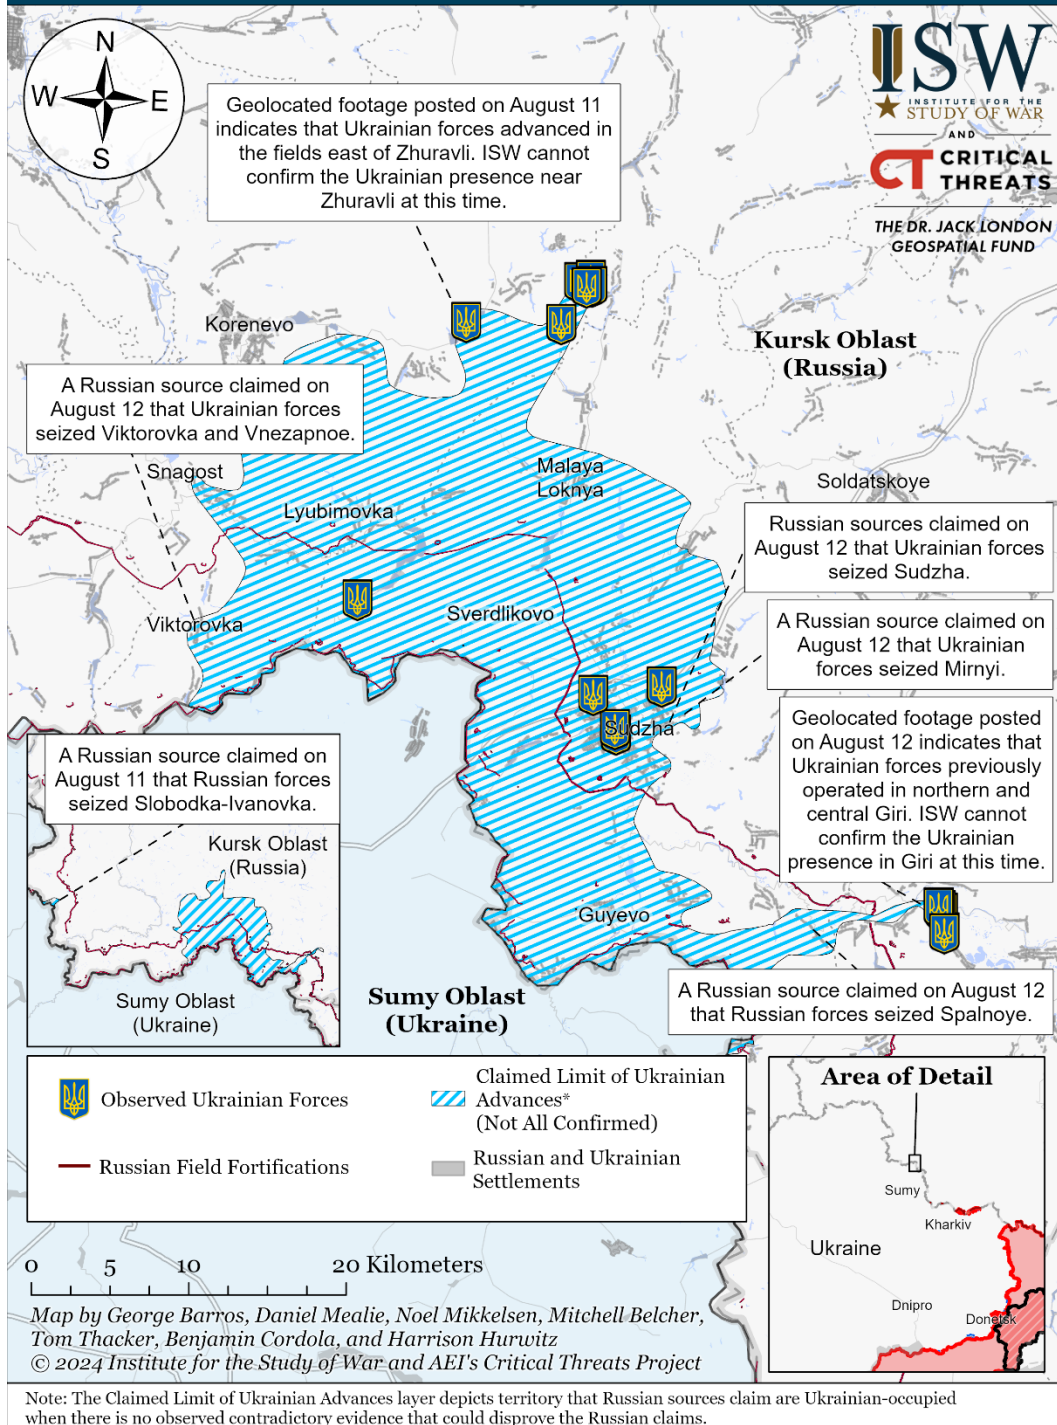 N
W
E
S
ISW
INSTITUTE FOR THE
STUDY OF WAR
AND
CT CRITICAL
THREATS
THE DR. JACK LONDON
GEOSPATIAL FUND
Geolocated footage posted on August 11
indicates that Ukrainian forces advanced in
the fields east of Zhuravli. ISW cannot
confirm the Ukrainian presence near
Zhuravli at this time.
Korenevo
Kursk Oblast
(Russia)
A Russian source claimed on
August 12 that Ukrainian forces
seized Viktorovka and Vnezapnoe.
Snagost
Malaya
Loknya
Soldatskoye
Lyubimovka
Russian sources claimed on
August 12 that Ukrainian forces
seized Sudzha.
Viktorovka
Sverdlikovo
A Russian source claimed on
August 12 that Ukrainian
forces seized Mirnyi.
Sudzha
Geolocated footage posted
on August 12 indicates that
Ukrainian forces previously
operated in northern and
central Giri. ISW cannot
confirm the Ukrainian
presence in Giri at this time.
A Russian source claimed on
August 11 that Russian forces
seized Slobodka-Ivanovka.
Kursk Oblast
(Russia)
Sumy Oblast
(Ukraine)
Guyevo
Sumy Oblast
(Ukraine)
A Russian source claimed on August 12
that Russian forces seized Spalnoye.
Observed Ukrainian Forces
Claimed Limit of Ukrainian
Advances*
(Not All Confirmed)
Russian Field Fortifications
Russian and Ukrainian
Settlements
Area of Detail
Sumy
Kharkiv
Ukraine
Dnipro
Donetsk
0 5 10 20 Kilometers
Map by George Barros, Daniel Mealie, Noel Mikkelsen, Mitchell Belcher,
Tom Thacker, Benjamin Cordola, and Harrison Hurwitz
© 2024 Institute for the Study of War and AEI's Critical Threats Project
Note: The Claimed Limit of Ukrainian Advances layer depicts territory that Russian sources claim are Ukrainian-occupied
when there is no observed contradictory evidence that could disprove the Russian claims.